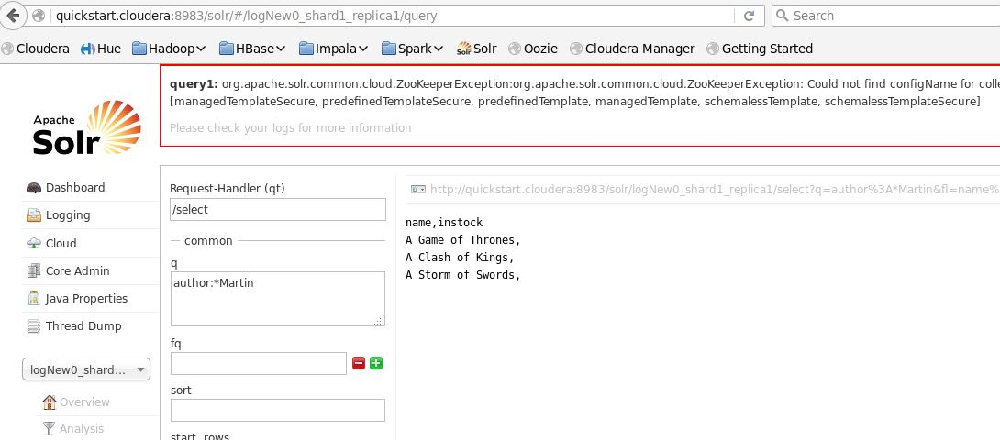 quickstart.cloudera:8983/solr/#/logNew0_shard1_replica1/query
Search
Cloudera Hue Hadoop HBase Impala Spark Solr Oozie Cloudera Manager Getting Started
query1: org.apache.solr.common.cloud.ZooKeeperException:org.apache.solr.common.cloud.ZooKeeperException: Could not find configName for colle
[managedTemplateSecure, predefinedTemplateSecure, predefinedTemplate, managedTemplate, schemalessTemplate, schemalessTemplateSecure]
Please check your logs for more information
Apache
Solr
Dashboard
Logging
Cloud
Core Admin
Java Properties
Thread Dump
logNew0_shard...
Overview
Analysis
Request-Handler (qt)
/select
common
q
author:*Martin
fq
sort
start, rows
http://quickstart.cloudera:8983/solr/logNew0_shard1_replica1/select?q=author%3A*Martin&fl=name%
name,instock
A Game of Thrones,
A Clash of Kings,
A Storm of Swords,